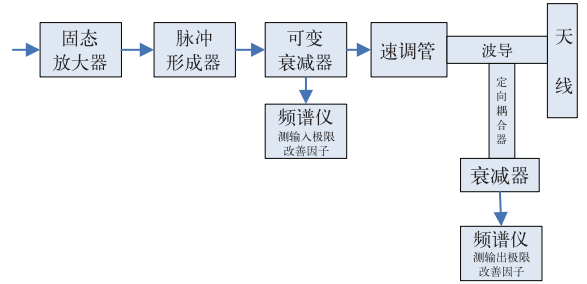 固态
放大器
脉冲
形成器
可变
衰减器
速调管
波导
天
线
定
向
耦
合
器
频谱仪
测输入极限
改善因子
衰减器
频谱仪
测输出极限
改善因子